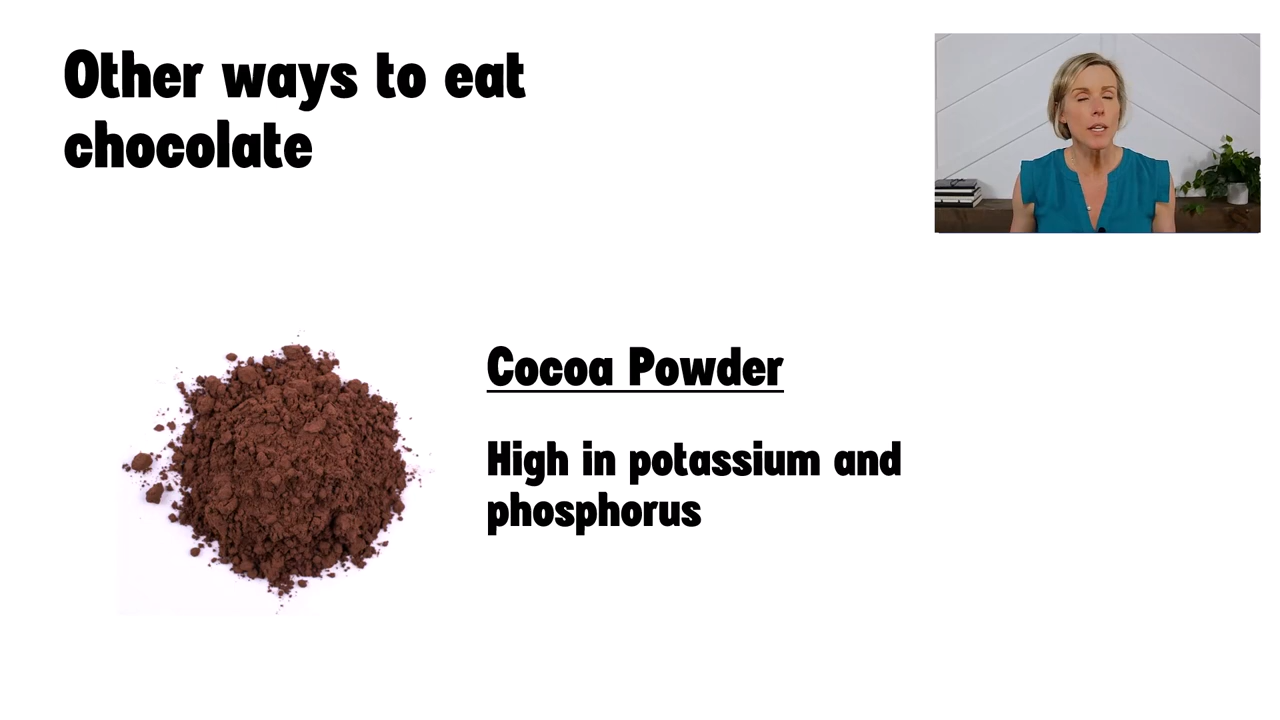 Other ways to eat
chocolate
Cocoa Powder
High in potassium and
phosphorus